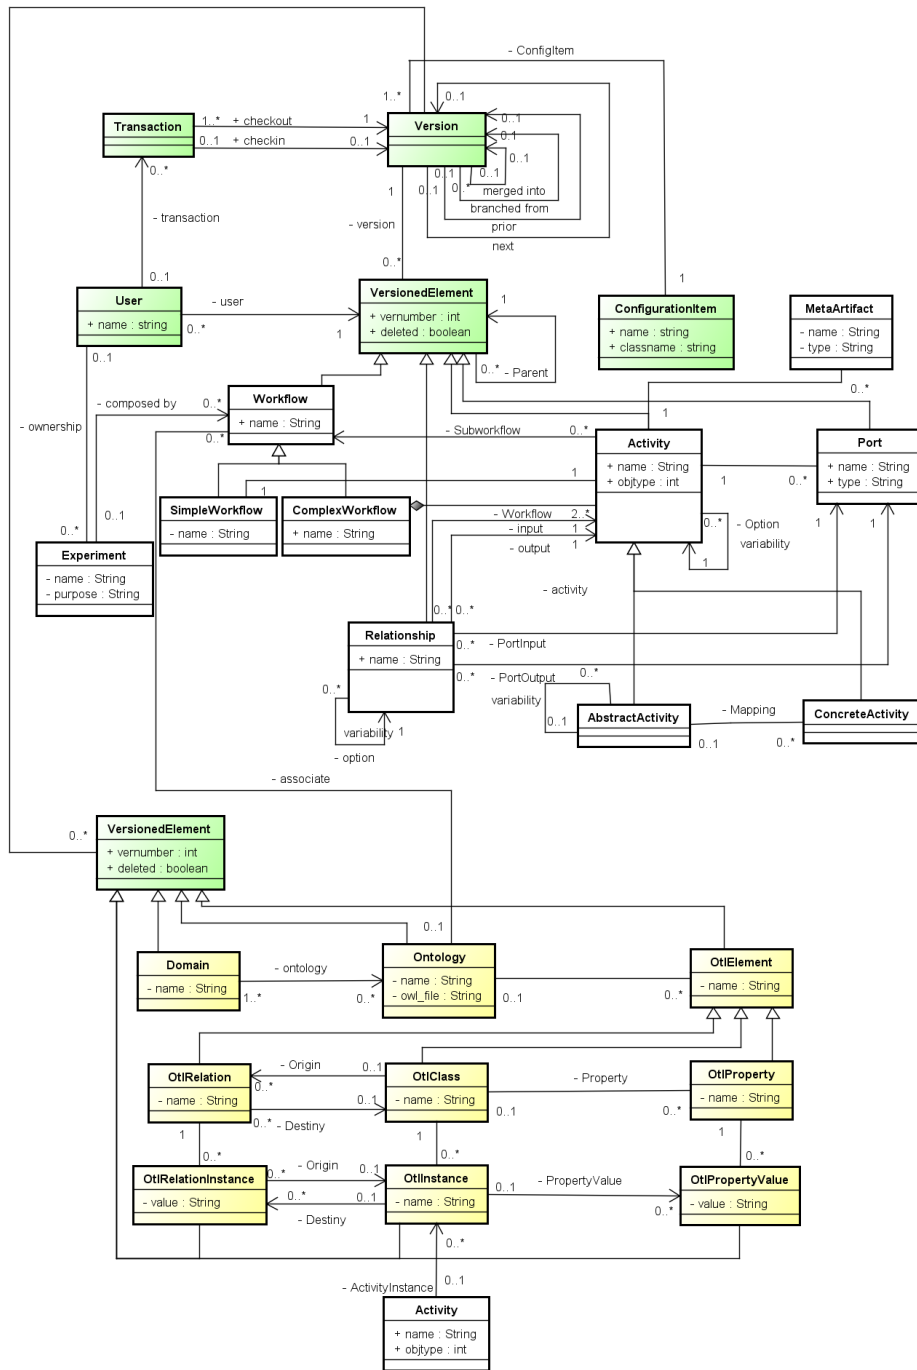 - ConfigItem
1..*
0..1
Transaction
1..*
+ checkout
1
Version
0..1
0..1
+ checkin
0..1
0..1
0..1
0..*
1
0..1
0..1
0..*
0..1
merged into
branched from
- transaction
- version
prior
next
0..1
0..*
1
User
+ name : string
- user
0..*
1
VersionedElement
+ vernumber : int
+ deleted : boolean
1
ConfigurationItem
+ name : string
+ classname : string
MetaArtifact
- name : String
- type : String
0..1
0..*
- Parent
0..*
- composed by
0..*
Workflow
+ name : String
- ownership
0..*
- Subworkflow
0..*
1
Activity
+ name : String
+ objtype : int
Port
+ name : String
+ type : String
1
1
0..*
SimpleWorkflow
- name : String
1
ComplexWorkflow
+ name : String
- Workflow
2..*
- input
1
- output
1
0..*
- Option
variability
1
1
1
0..*
0..1
Experiment
- name : String
- purpose : String
- activity
0..*
0..*
Relationship
+ name : String
0..*
- PortInput
0..*
- PortOutput
0..*
variability
0..*
variability
1
- option
0..1
AbstractActivity
- Mapping
0..1
0..*
ConcreteActivity
- associate
0..*
VersionedElement
+ vernumber : int
+ deleted : boolean
0..1
Domain
- name : String
- ontology
1..*
0..*
Ontology
- name : String
- owl_file : String
0..1
0..*
OtlElement
- name : String
OtlRelation
- name : String
- Origin
0..1
0..*
0..1
0..*
- Destiny
OtlClass
- name : String
- Property
0..1
0..*
OtlProperty
- name : String
1
1
1
0..*
0..*
0..*
OtlRelationInstance
- value : String
- Origin
0..*
0..1
0..*
0..1
- Destiny
OtlInstance
- name : String
0..1
- PropertyValue
0..*
OtlPropertyValue
- value : String
0..*
- ActivityInstance
0..1
Activity
+ name : String
+ objtype : int